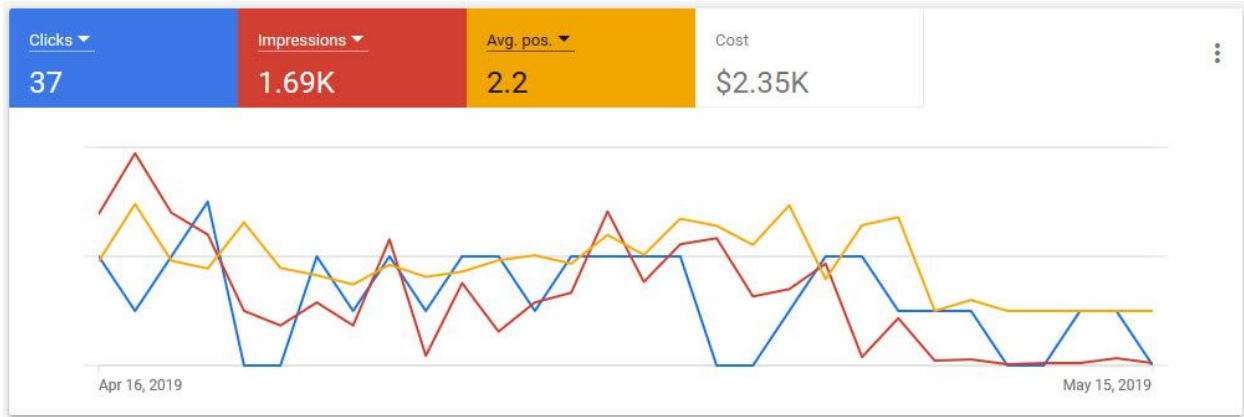 Clicks
37
Impressions
1.69K
Avg. pos.
2.2
Cost
$2.35K
Apr 16, 2019
May 15, 2019